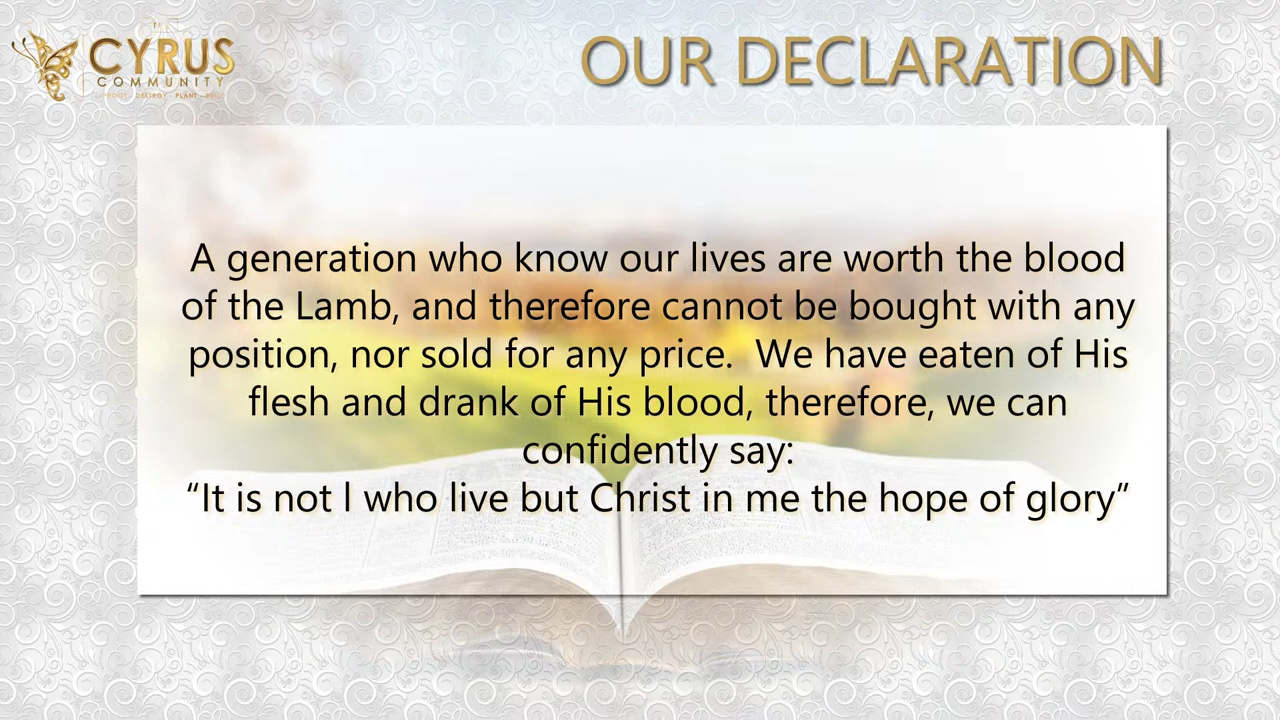 THE
CYRUS
COMMUNITY
OUR DECLARATION
A generation who know our lives are worth the blood
of the Lamb, and therefore cannot be bought with any
position, nor sold for any price.  We have eaten of His
flesh and drank of His blood, therefore, we can
confidently say:
“It is not l who live but Christ in me the hope of glory”